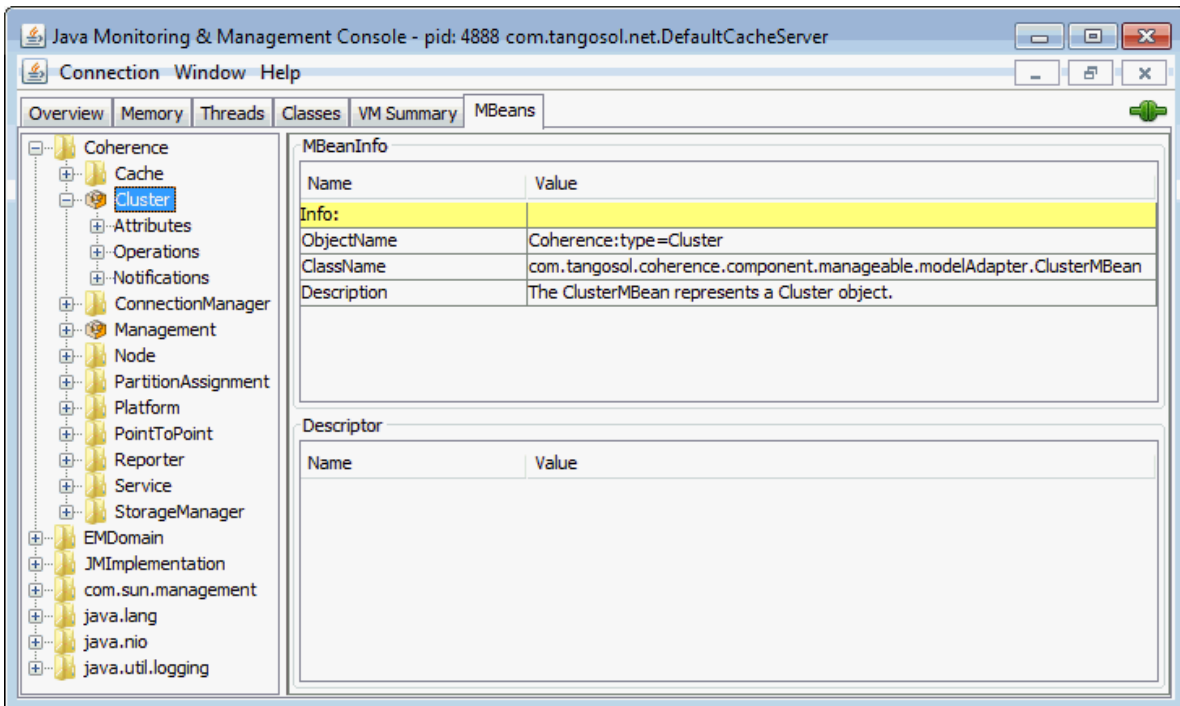 Java Monitoring & Management Console - pid: 4888 com.tangosol.net.DefaultCacheServer
Connection Window Help
Overview Memory Threads Classes VM Summary MBeans
Coherence
Cache
Cluster
Attributes
Operations
Notifications
ConnectionManager
Management
Node
PartitionAssignment
Platform
PointToPoint
Reporter
Service
StorageManager
EMDomain
JMImplementation
com.sun.management
java.lang
java.nio
java.util.logging
MBeanInfo
Name Value
Info:
ObjectName Coherence:type=Cluster
ClassName com.tangosol.coherence.component.manageable.modelAdapter.ClusterMBean
Description The ClusterMBean represents a Cluster object.
Descriptor
Name Value